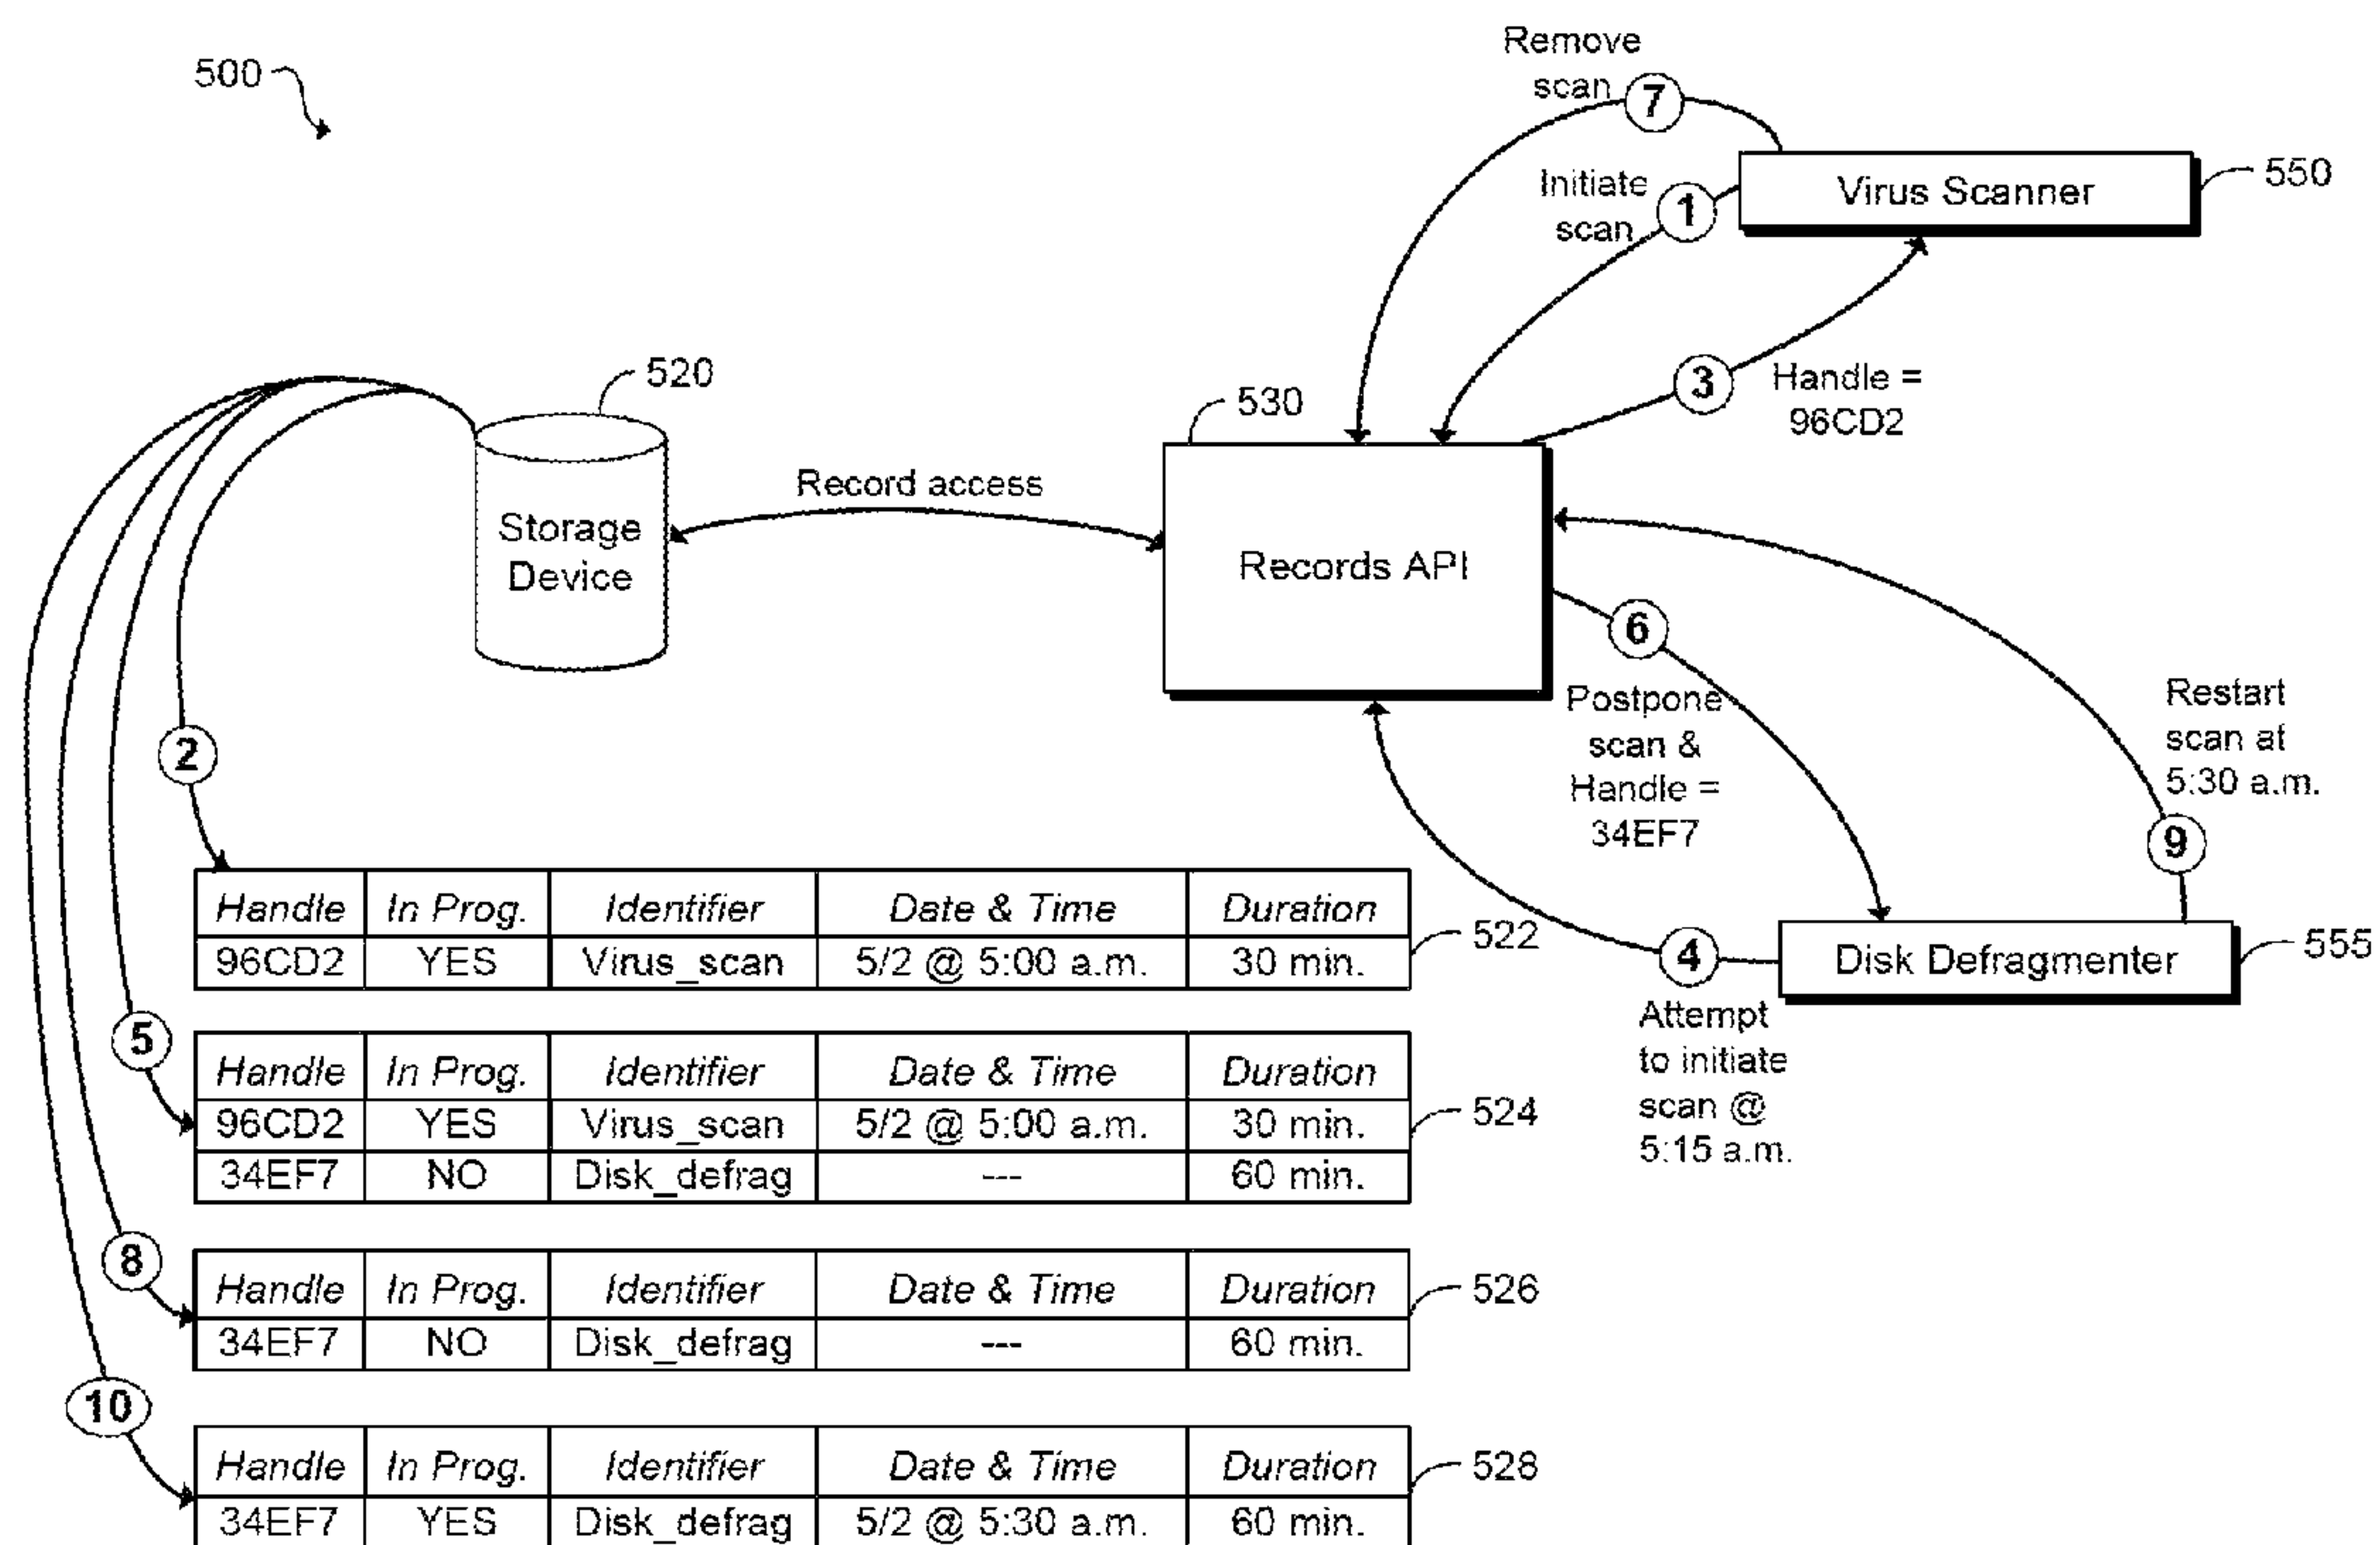 500
Remove
scan
7
Initiate
scan
1
Virus Scanner
550
3
Handle =
96CD2
520
530
Storage
Device
Record access
Records API
6
Postpone
scan &
Handle =
34EF7
Restart
scan at
5:30 a.m.
9
2
4
Disk Defragmenter
555
Attempt
to initiate
scan @
5:15 a.m.
Handle In Prog. Identifier Date & Time Duration
96CD2 YES Virus_scan 5/2 @ 5:00 a.m. 30 min.
522
5
Handle In Prog. Identifier Date & Time Duration
96CD2 YES Virus_scan 5/2 @ 5:00 a.m. 30 min.
34EF7 NO Disk_defrag --- 60 min.
524
8
Handle In Prog. Identifier Date & Time Duration
34EF7 NO Disk_defrag --- 60 min.
526
10
Handle In Prog. Identifier Date & Time Duration
34EF7 YES Disk_defrag 5/2 @ 5:30 a.m. 60 min.
528